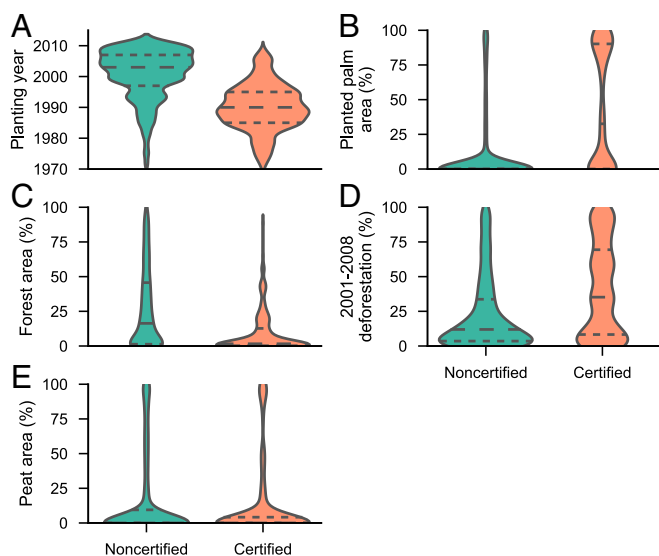 A
Planting year
2010
2000
1990
1980
1970
B
Planted palm
area (%)
100
75
50
25
0
C
Forest area (%)
100
75
50
25
0
D
2001-2008
deforestation (%)
100
75
50
25
0
Noncertified
Certified
E
Peat area (%)
100
75
50
25
0
Noncertified
Certified